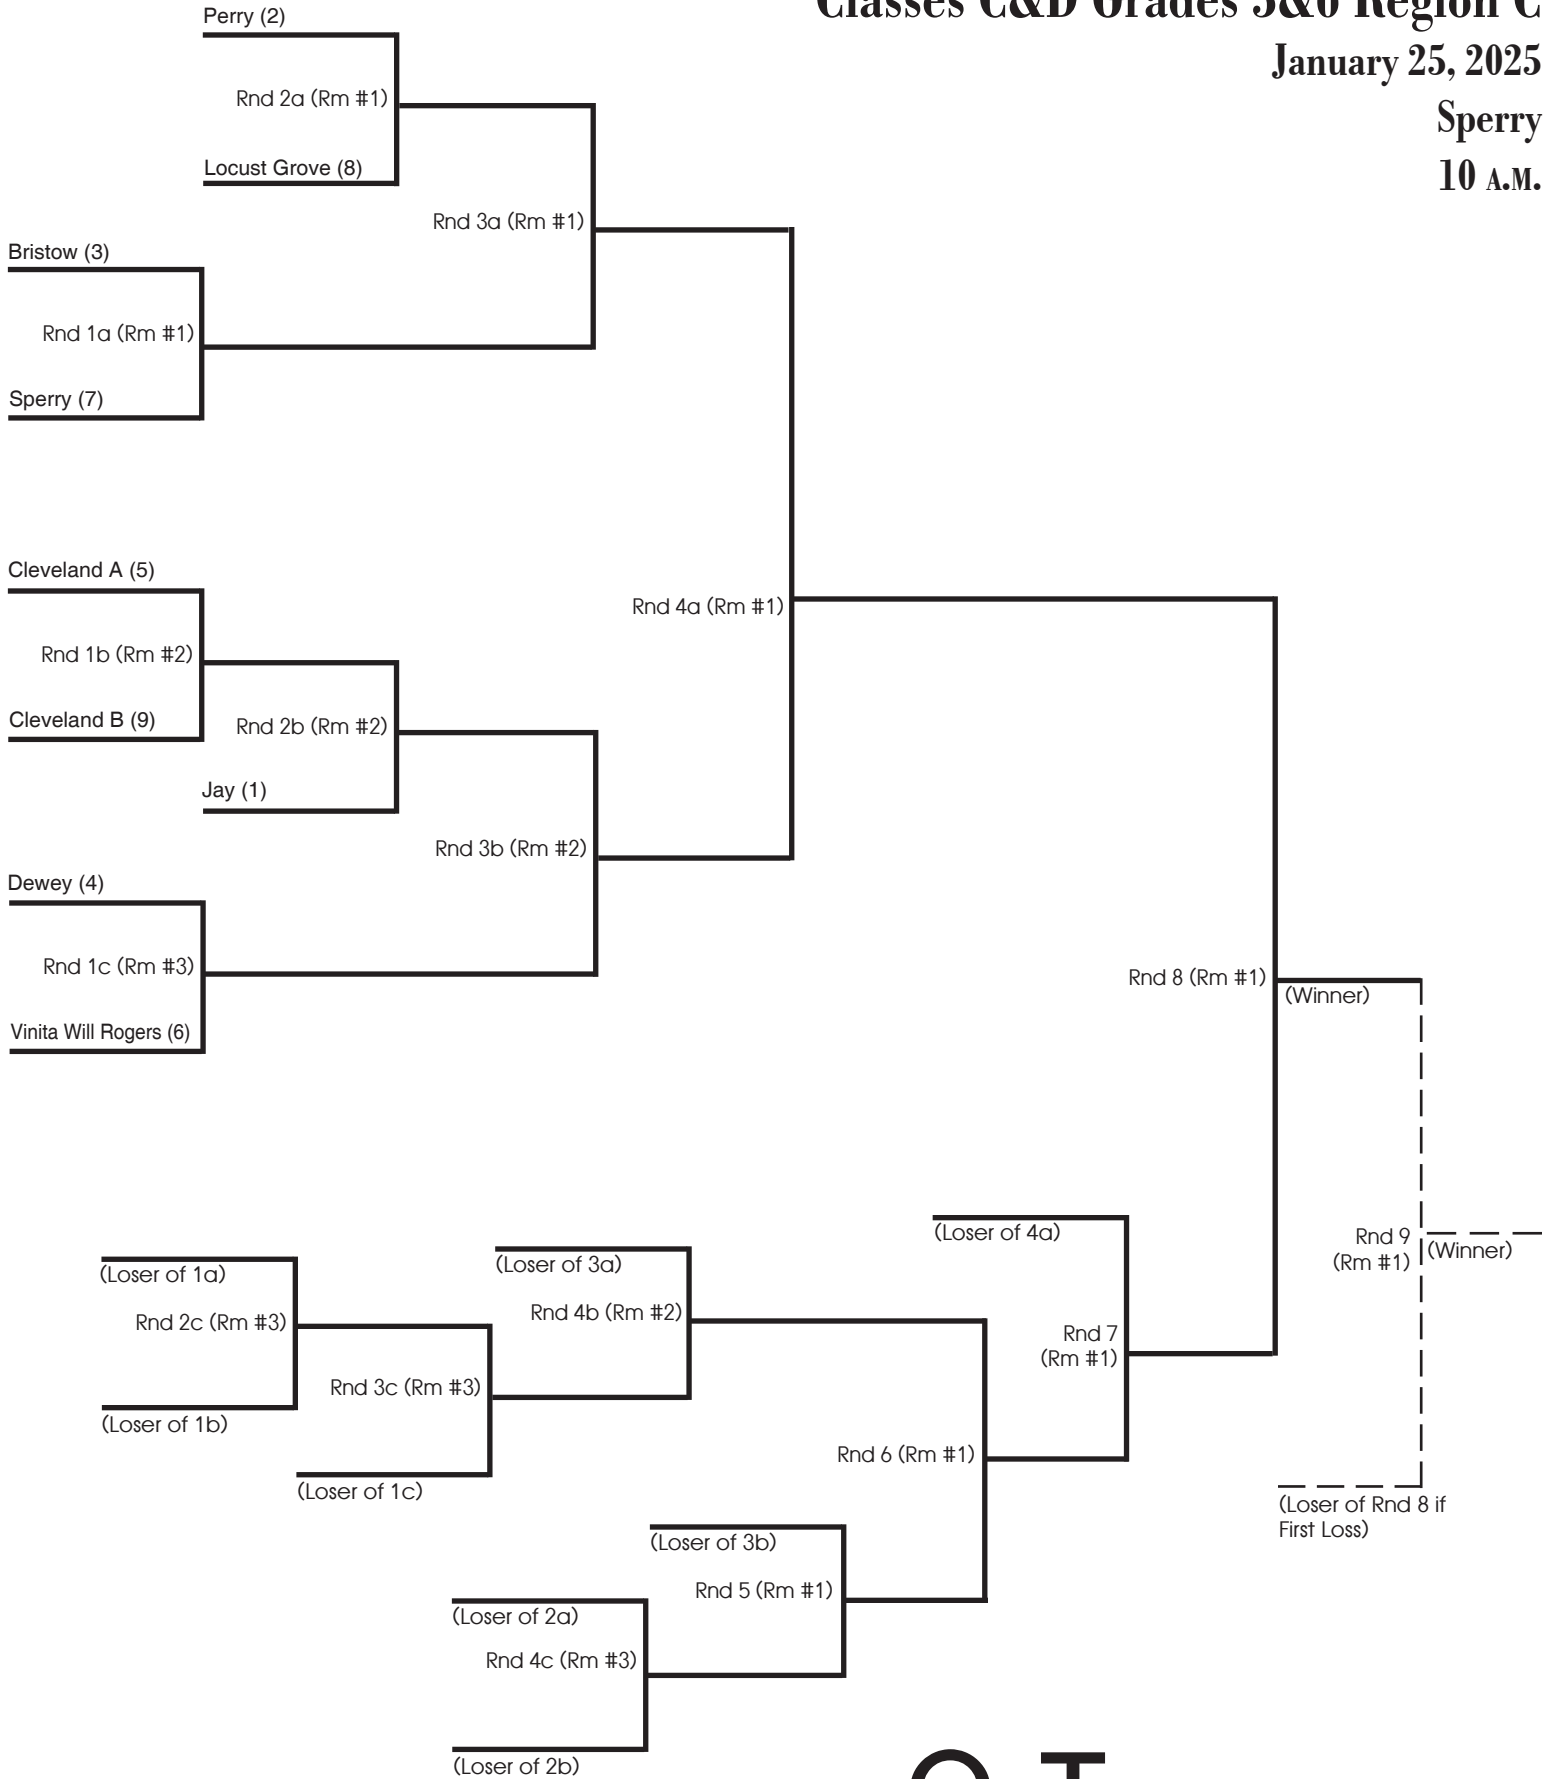 Perry (2)
Classes C&D Grades 5&6 Region C
January 25, 2025
Sperry
10 A.M.
Rnd 2a (Rm #1)
Locust Grove (8)
Rnd 3a (Rm #1)
Bristow (3)
Rnd 1a (Rm #1)
Sperry (7)
Cleveland A (5)
Rnd 4a (Rm #1)
Rnd 1b (Rm #2)
Cleveland B (9)
Rnd 2b (Rm #2)
Jay (1)
Rnd 3b (Rm #2)
Dewey (4)
Rnd 1c (Rm #3)
Vinita Will Rogers (6)
Rnd 8 (Rm #1)
(Winner)
(Loser of 4a)
Rnd 9
(Rm #1)
(Winner)
(Loser of 1a)
(Loser of 3a)
Rnd 2c (Rm #3)
Rnd 4b (Rm #2)
Rnd 7
(Rm #1)
Rnd 3c (Rm #3)
(Loser of 1b)
Rnd 6 (Rm #1)
(Loser of 1c)
(Loser of Rnd 8 if
First Loss)
(Loser of 3b)
Rnd 5 (Rm #1)
(Loser of 2a)
Rnd 4c (Rm #3)
(Loser of 2b)